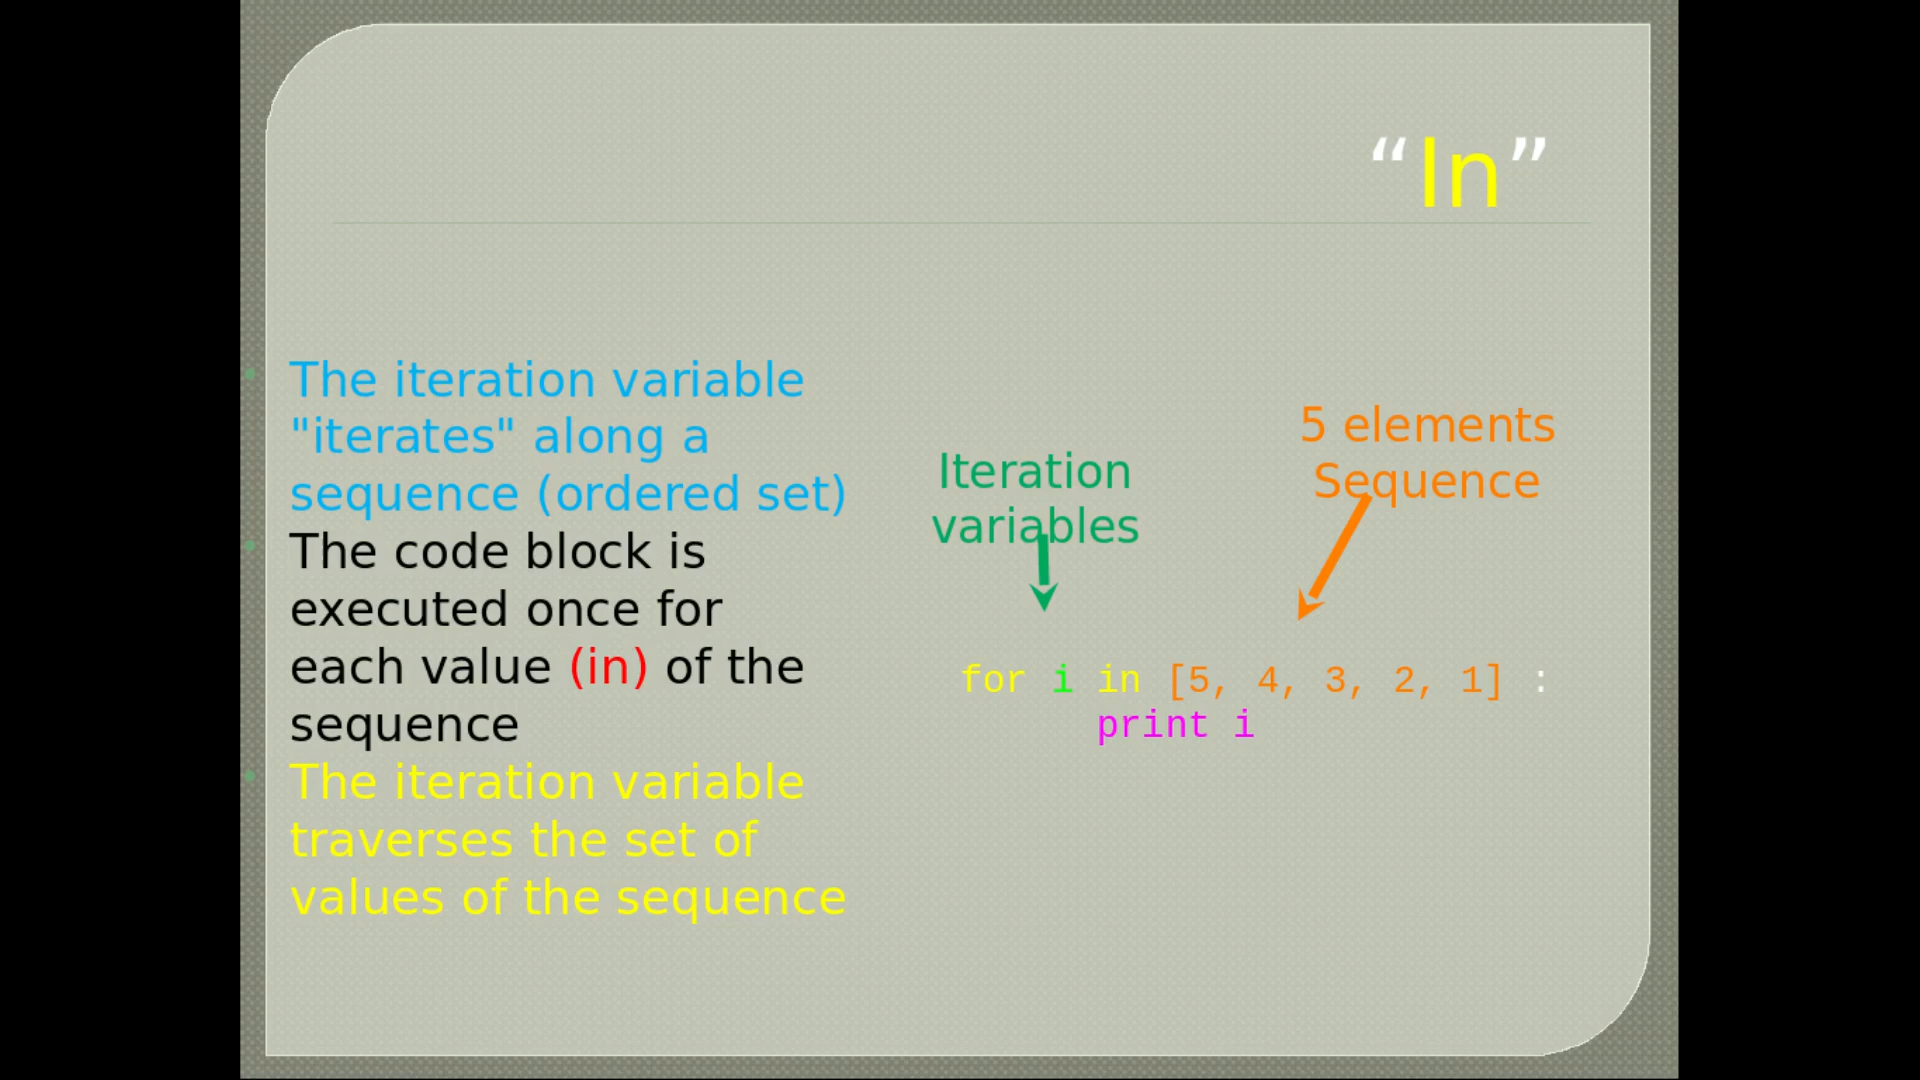 “In”
The iteration variable
"iterates" along a
sequence (ordered set)
The code block is
executed once for
each value (in) of the
sequence
The iteration variable
traverses the set of
values of the sequence
Iteration
variables
5 elements
Sequence
for i in [5, 4, 3, 2, 1] :
print i